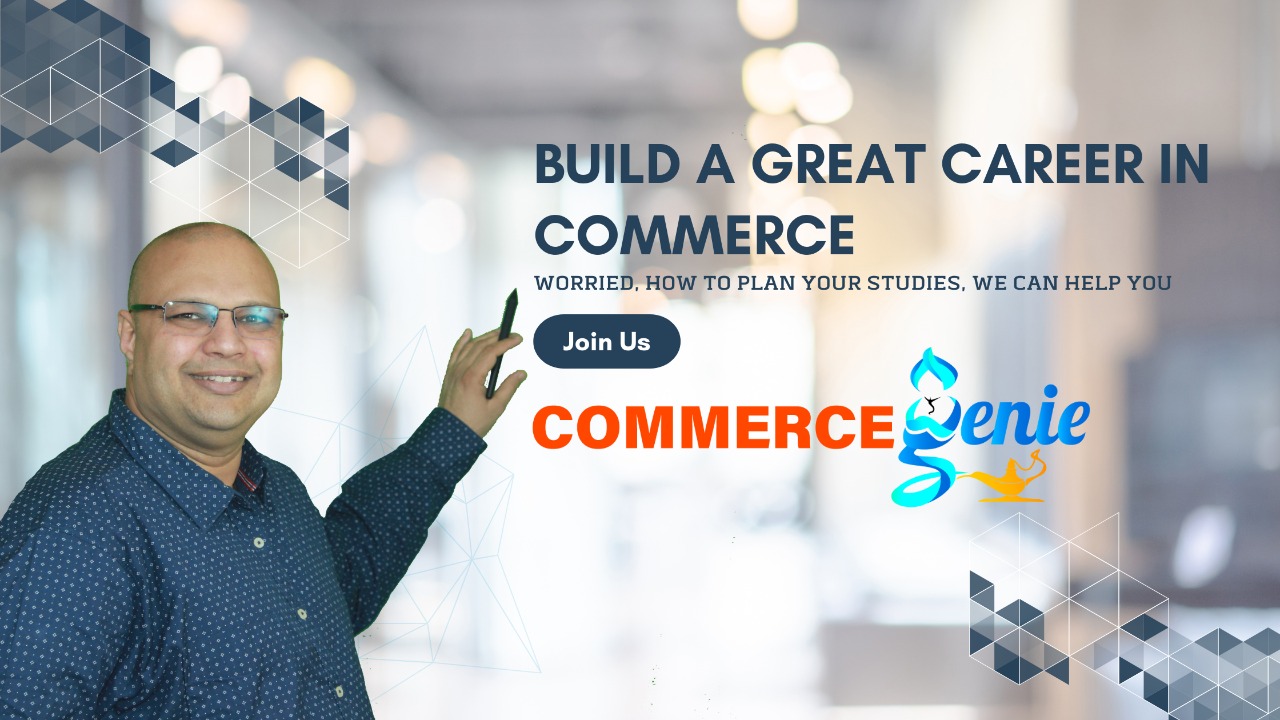 BUILD A GREAT CAREER IN
COMMERCE
WORRIED, HOW TO PLAN YOUR STUDIES, WE CAN HELP YOU
Join Us
COMMERCE genie